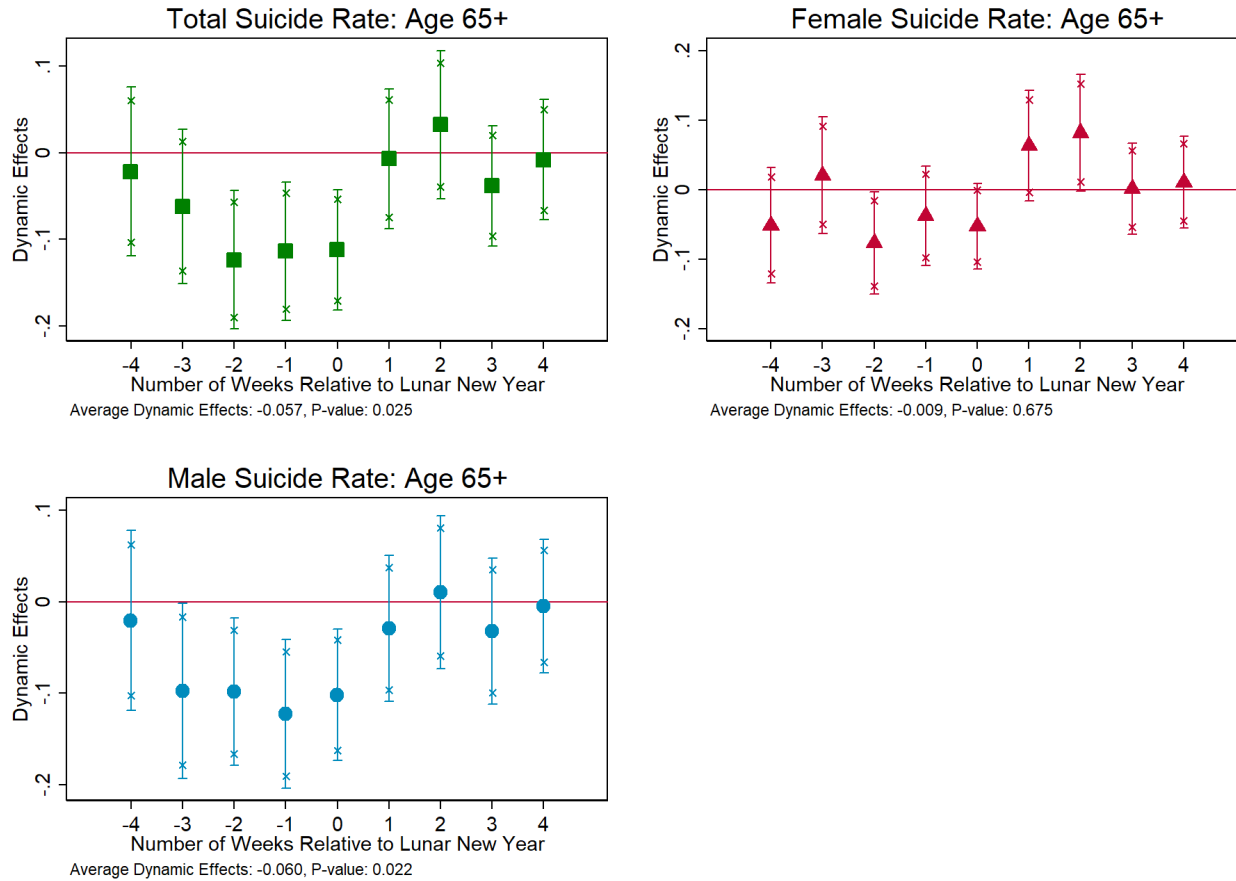 Total Suicide Rate: Age 65+
Dynamic Effects
.1
0
-.1
-.2
-4 -3 -2 -1 0 1 2 3 4
Number of Weeks Relative to Lunar New Year
Average Dynamic Effects: -0.057, P-value: 0.025
Female Suicide Rate: Age 65+
Dynamic Effects
.2
0.1
0
-.1
-.2
-4 -3 -2 -1 0 1 2 3 4
Number of Weeks Relative to Lunar New Year
Average Dynamic Effects: -0.009, P-value: 0.675
Male Suicide Rate: Age 65+
Dynamic Effects
.1
0
-.1
-.2
-4 -3 -2 -1 0 1 2 3 4
Number of Weeks Relative to Lunar New Year
Average Dynamic Effects: -0.060, P-value: 0.022